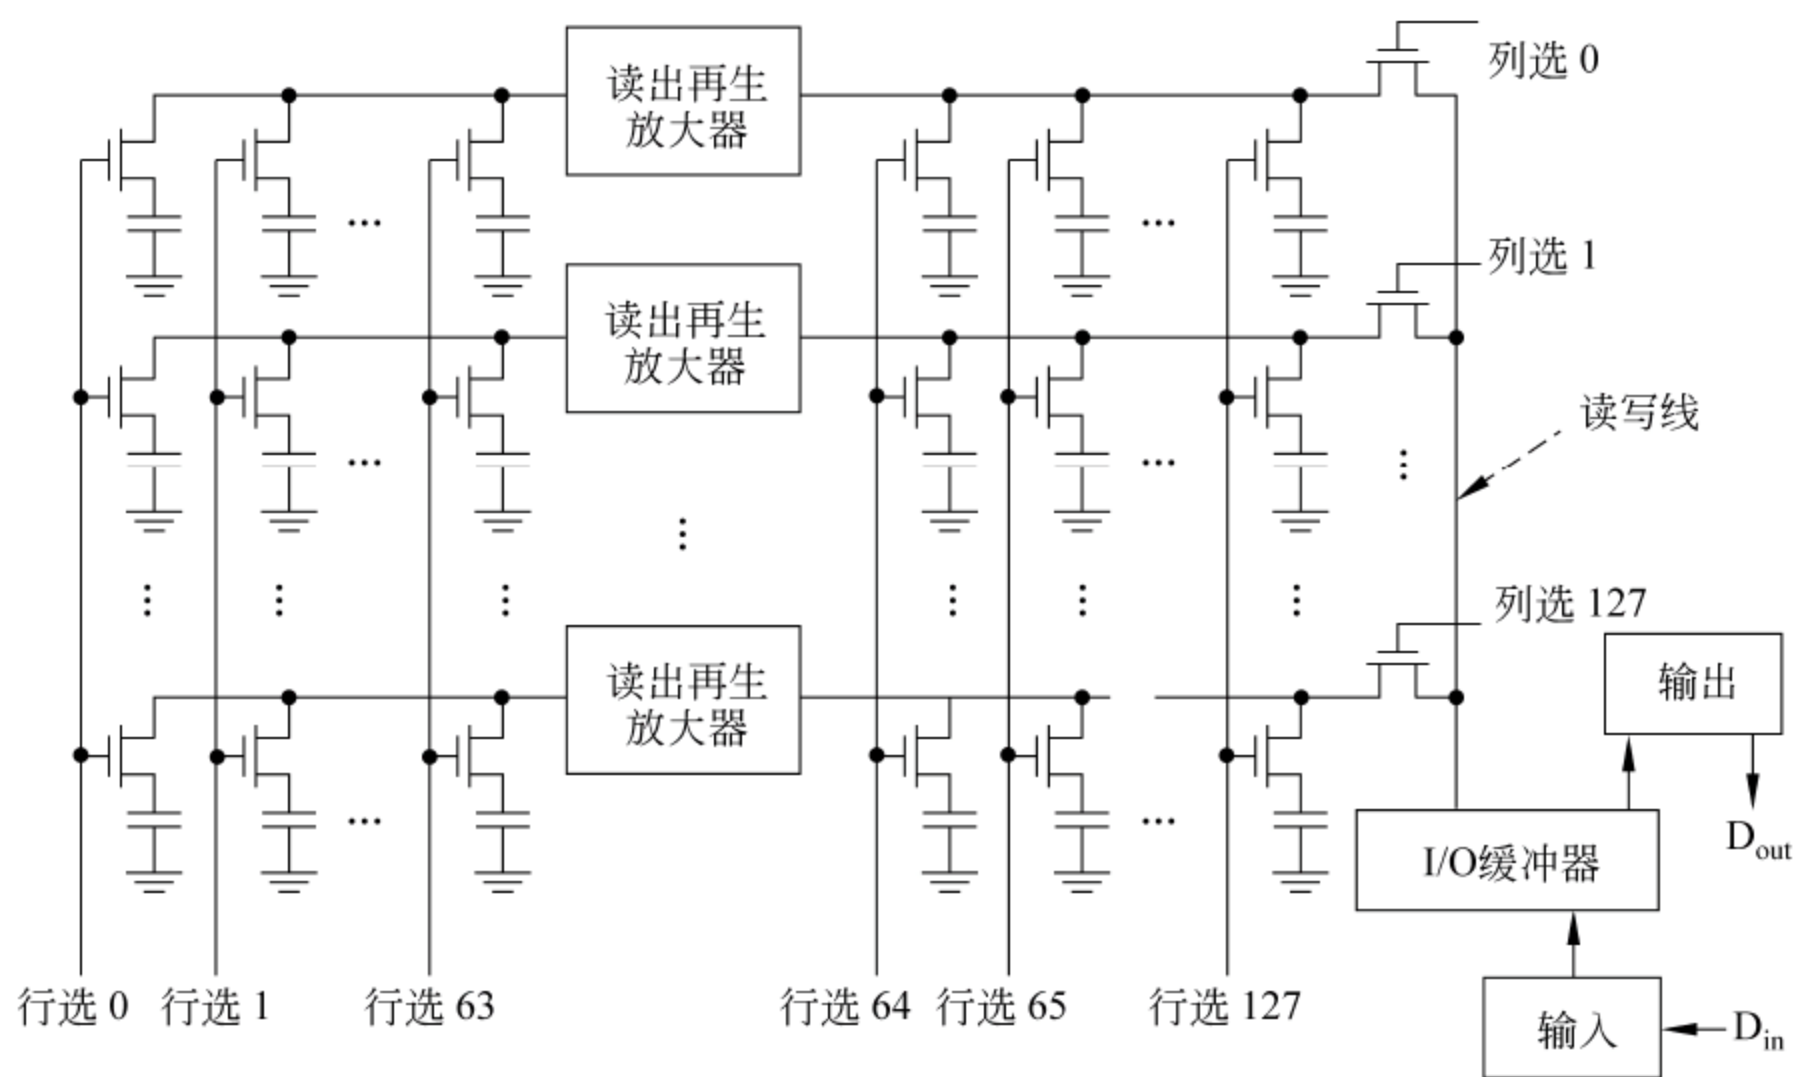 列选 0
读出再生
放大器
列选 1
读出再生
放大器
读写线
列选 127
读出再生
放大器
输出
D_out
I/O缓冲器
行选 0
行选 1
行选 63
行选 64
行选 65
行选 127
输入
D_in